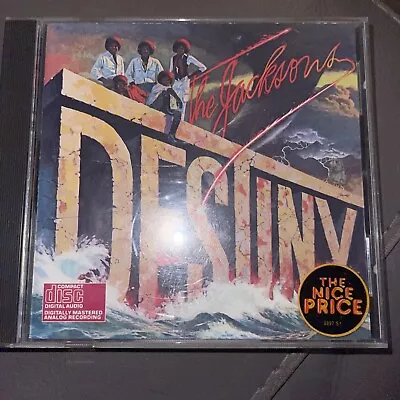 The Jacksons
DESTINY
COMPACT
disc
DIGITAL AUDIO
DIGITALLY MASTERED
ANALOG RECORDING
THE
NICE
PRICE